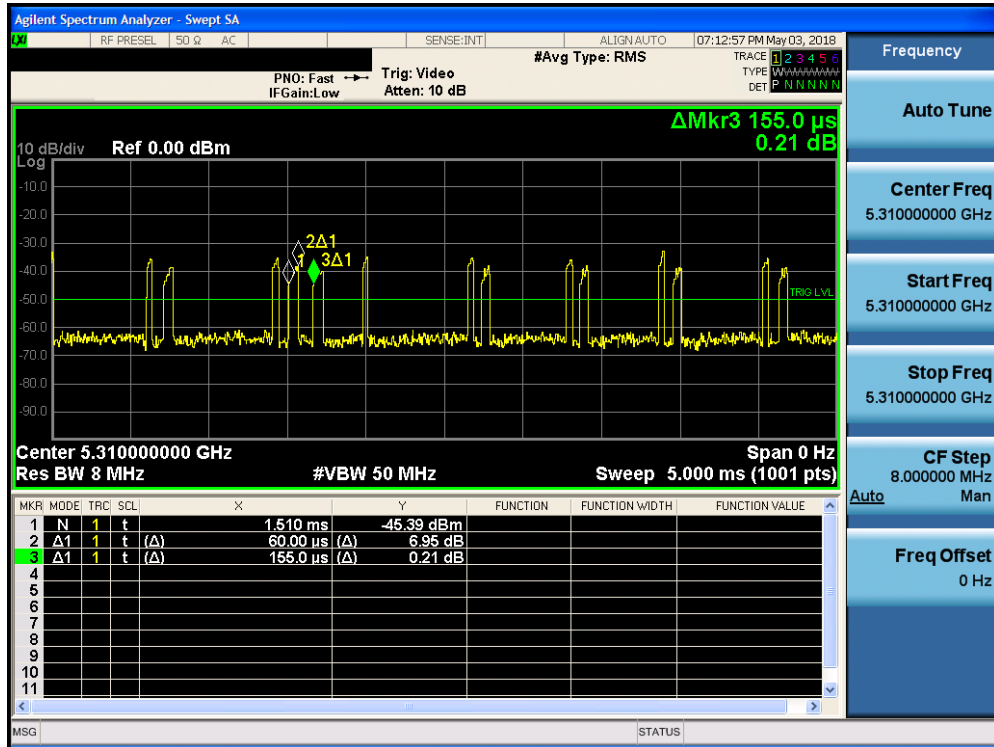 Agilent Spectrum Analyzer - Swept SA
LXI RF PRESEL 50 Ω AC SENSE:INT ALIGN AUTO 07:12:57 PM May 03, 2018
#Avg Type: RMS
TRACE 1 2 3 4 5 6
PNO: Fast Trig: Video
TYPE WWWWWW
IFGain:Low Atten: 10 dB
DET P N N N N N
ΔMkr3 155.0 µs
0.21 dB
10 dB/div Ref 0.00 dBm
Log
-10.0
-20.0
-30.0
2Δ1
1 3Δ1
-40.0
TRIG LVL
-50.0
-60.0
-70.0
-80.0
-90.0
Center 5.310000000 GHz Span 0 Hz
Res BW 8 MHz #VBW 50 MHz Sweep 5.000 ms (1001 pts)
MKR MODE TRC SCL X Y FUNCTION FUNCTION WIDTH FUNCTION VALUE
1 N 1 t 1.510 ms -45.39 dBm
2 Δ1 1 t (Δ) 60.00 µs (Δ) 6.95 dB
3 Δ1 1 t (Δ) 155.0 µs (Δ) 0.21 dB
4
5
6
7
8
9
10
11
MSG STATUS
Frequency
Auto Tune
Center Freq
5.310000000 GHz
Start Freq
5.310000000 GHz
Stop Freq
5.310000000 GHz
CF Step
8.000000 MHz
Auto Man
Freq Offset
0 Hz